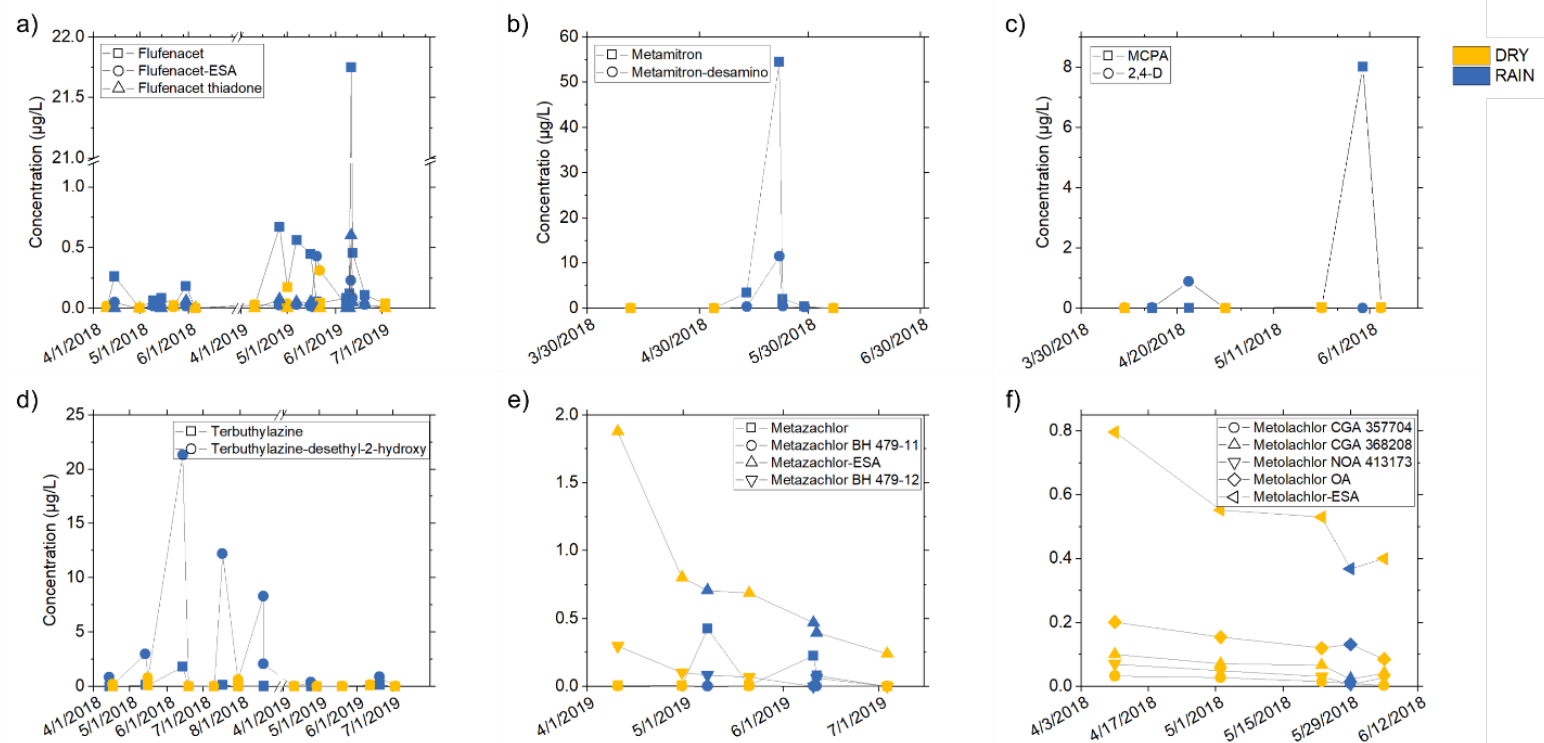 a)
22.0
21.5
21.0
1.0
0.5
0.0
Concentration (µg/L)
Flufenacet
Flufenacet-ESA
Flufenacet thiadone
4/1/2018
5/1/2018
6/1/2018
4/1/2019
5/1/2019
6/1/2019
7/1/2019
b)
60
50
40
30
20
10
0
Concentratio (µg/L)
Metamitron
Metamitron-desamino
3/30/2018
4/30/2018
5/30/2018
6/30/2018
c)
8
6
4
2
0
Concentration (µg/L)
MCPA
2,4-D
3/30/2018
4/20/2018
5/11/2018
6/1/2018
DRY
RAIN
d)
25
20
15
10
5
0
Concentration (µg/L)
Terbuthylazine
Terbuthylazine-desethyl-2-hydroxy
4/1/2018
5/1/2018
6/1/2018
7/1/2018
8/1/2018
4/1/2019
5/1/2019
6/1/2019
7/1/2019
e)
2.0
1.5
1.0
0.5
0.0
Metazachlor
Metazachlor BH 479-11
Metazachlor-ESA
Metazachlor BH 479-12
4/1/2019
5/1/2019
6/1/2019
7/1/2019
f)
0.8
0.6
0.4
0.2
0.0
Metolachlor CGA 357704
Metolachlor CGA 368208
Metolachlor NOA 413173
Metolachlor OA
Metolachlor-ESA
4/3/2018
4/17/2018
5/1/2018
5/15/2018
5/29/2018
6/12/2018